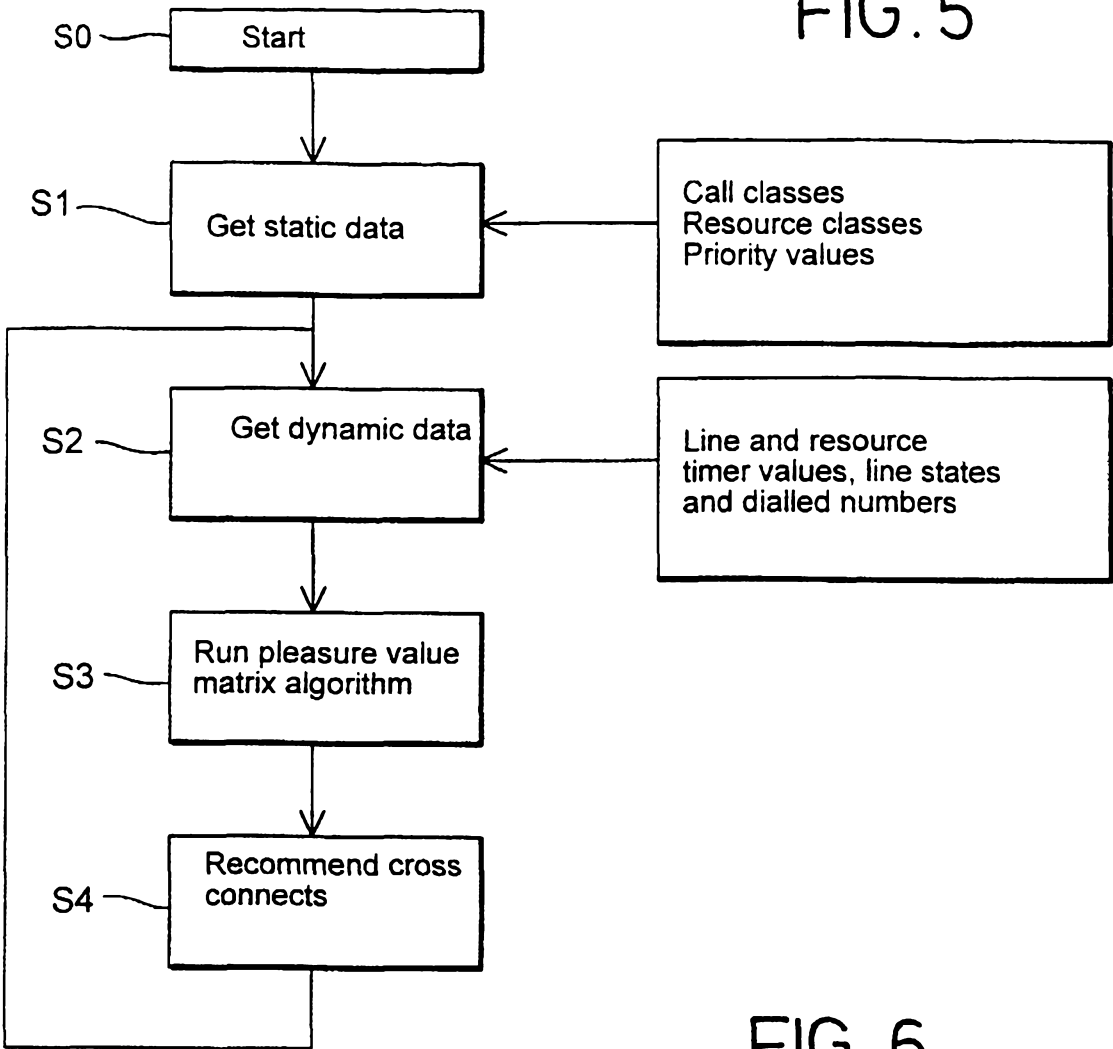 FIG. 5
S0
Start
S1
Get static data
Call classes
Resource classes
Priority values
S2
Get dynamic data
Line and resource
timer values, line states
and dialled numbers
S3
Run pleasure value
matrix algorithm
S4
Recommend cross
connects
FIG. 6